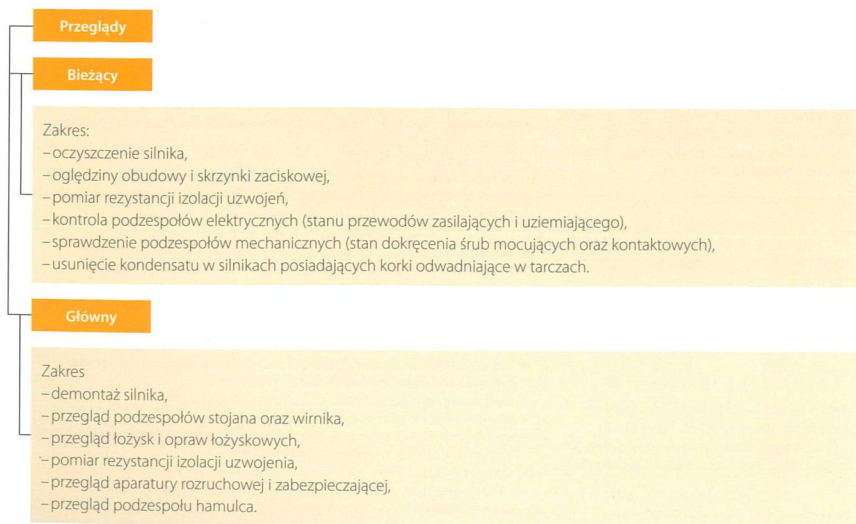 Przeglądy
Bieżący
Zakres:
–oczyszczenie silnika,
–oględziny obudowy i skrzynki zaciskowej,
–pomiar rezystancji izolacji uzwojeń,
–kontrola podzespołów elektrycznych (stanu przewodów zasilających i uziemiającego),
–sprawdzenie podzespołów mechanicznych (stan dokręcenia śrub mocujących oraz kontaktowych),
–usunięcie kondensatu w silnikach posiadających korki odwadniające w tarczach.
Główny
Zakres
–demontaż silnika,
–przegląd podzespołów stojana oraz wirnika,
–przegląd łożysk i opraw łożyskowych,
–pomiar rezystancji izolacji uzwojenia,
–przegląd aparatury rozruchowej i zabezpieczającej,
–przegląd podzespołu hamulca.